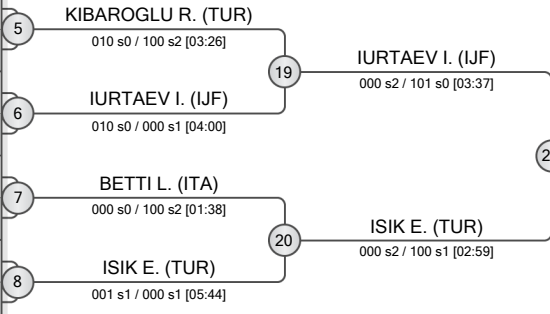 5
KIBAROGLU R. (TUR)
010 s0 / 100 s2 [03:26]
19
IURTAEV I. (IJF)
000 s2 / 101 s0 [03:37]
6
IURTAEV I. (IJF)
010 s0 / 000 s1 [04:00]
7
BETTI L. (ITA)
000 s0 / 100 s2 [01:38]
20
ISIK E. (TUR)
000 s2 / 100 s1 [02:59]
8
ISIK E. (TUR)
001 s1 / 000 s1 [05:44]